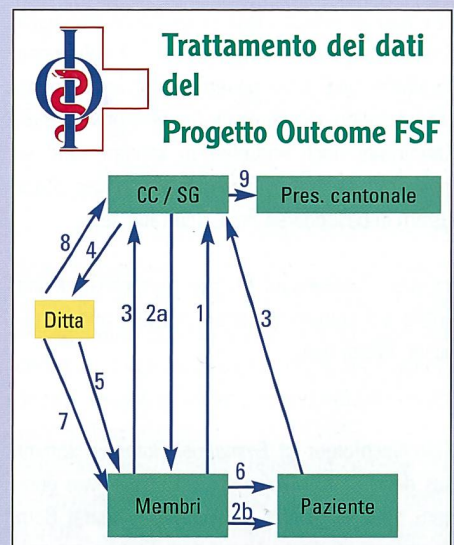 Trattamento dei dati
del
Progetto Outcome FSF
CC / SG
9
Pres. cantonale
8
4
Ditta
3
2a
1
3
5
7
Membri
6
2b
Paziente